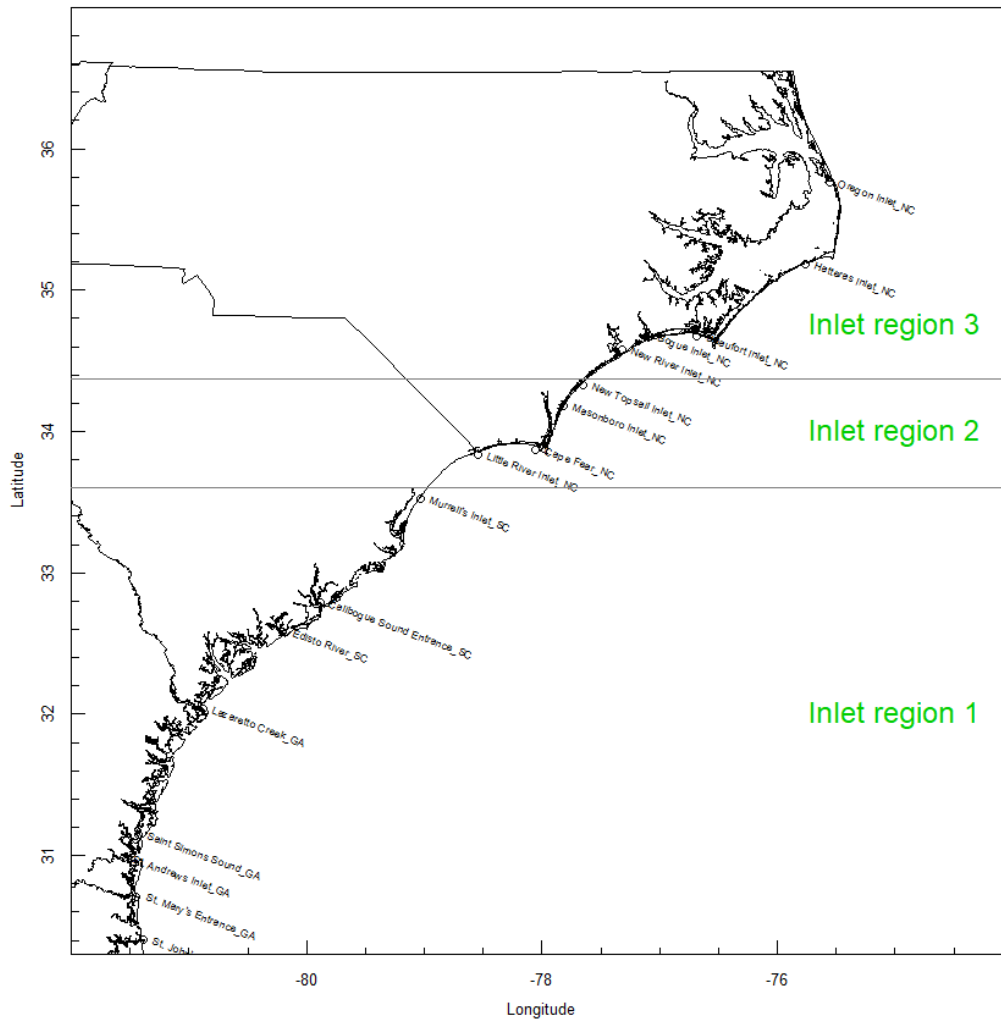 36
Oregon Inlet_NC
Hatteras Inlet_NC
35
Inlet region 3
Beaufort Inlet_NC
Bogue Inlet_NC
New River Inlet_NC
New Topsail Inlet_NC
Masonboro Inlet_NC
Inlet region 2
34
Cape Fear_NC
Little River Inlet_NC
Murrell's Inlet_SC
Latitude
33
Calibogue Sound Entrance_SC
Edisto River_SC
32
Lazaretto Creek_GA
Inlet region 1
Saint Simons Sound_GA
31
Andrews Inlet_GA
St. Mary's Entrance_GA
St. John
-80
-78
-76
Longitude